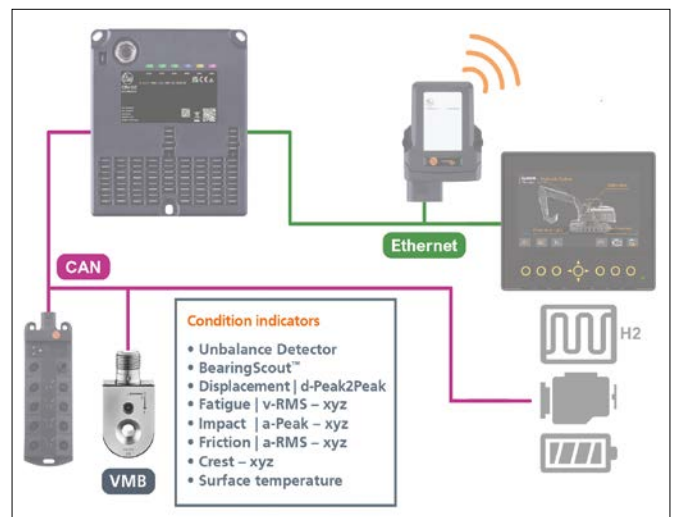 Ethernet
CAN
Condition indicators
• Unbalance Detector
• BearingScout™
• Displacement | d-Peak2Peak
• Fatigue | v-RMS – xyz
• Impact | a-Peak – xyz
• Friction | a-RMS – xyz
• Crest – xyz
• Surface temperature
H2
VMB